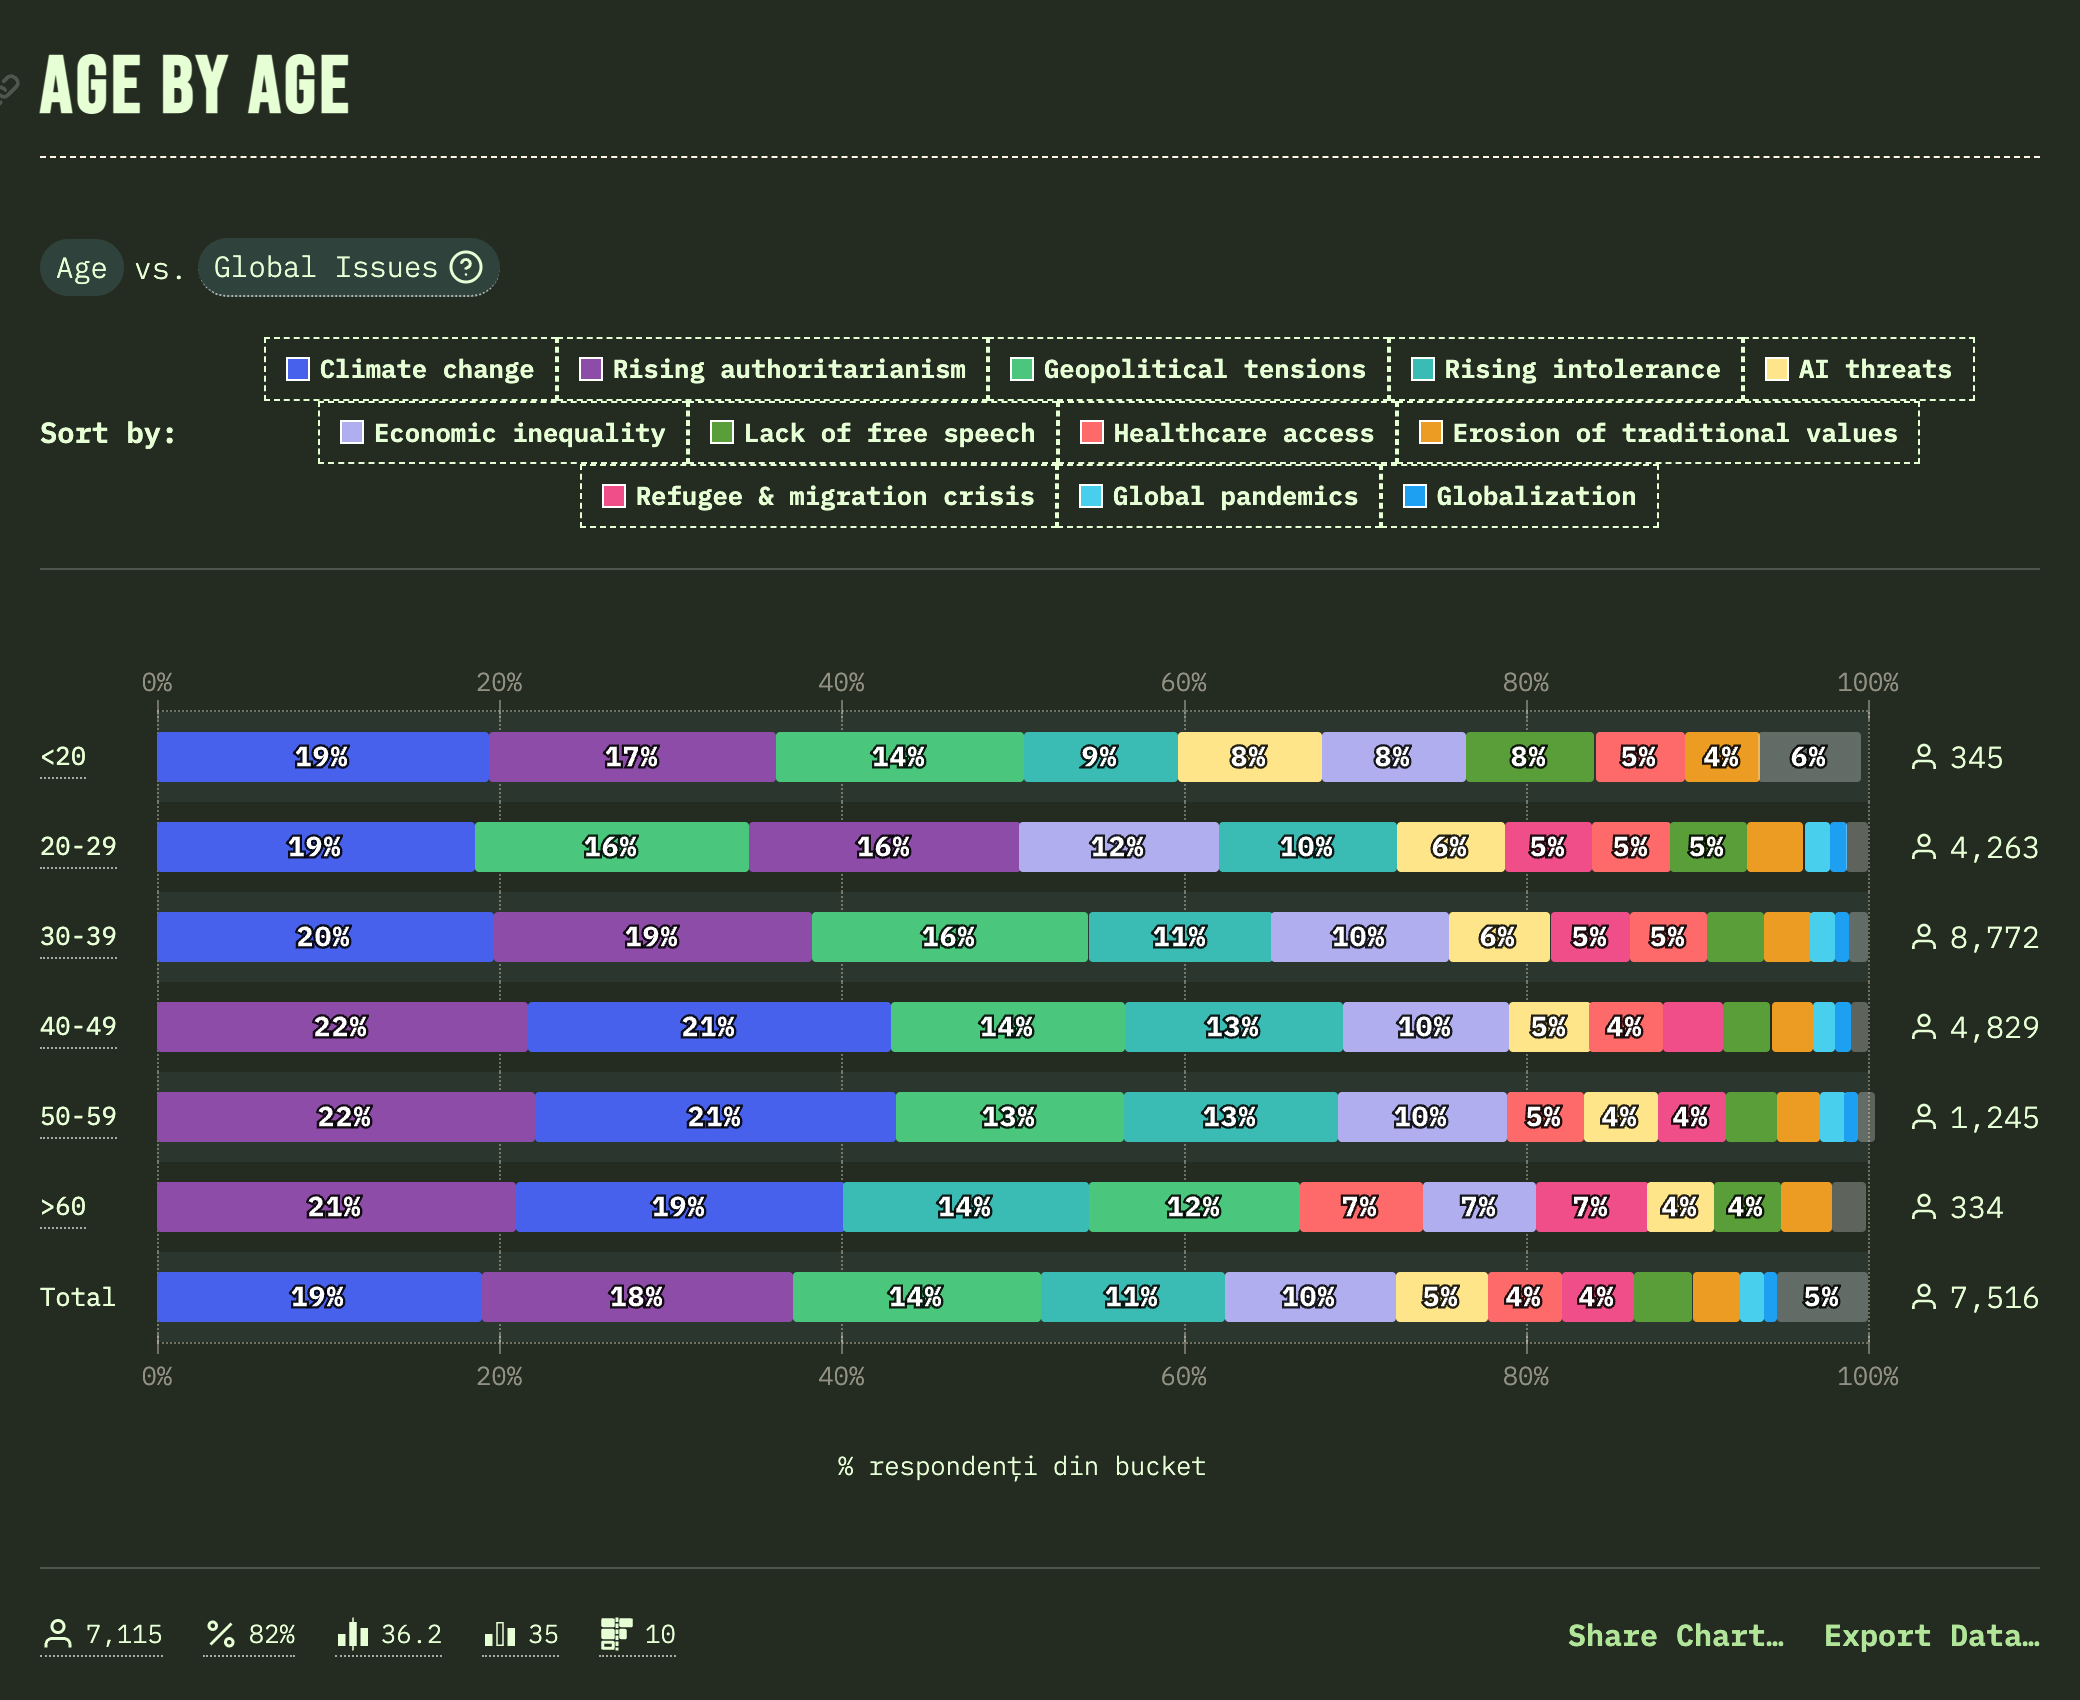 AGE BY AGE
Age vs. Global Issues ?
Climate change Rising authoritarianism Geopolitical tensions Rising intolerance AI threats
Sort by: Economic inequality Lack of free speech Healthcare access Erosion of traditional values
Refugee & migration crisis Global pandemics Globalization
0% 20% 40% 60% 80% 100%
<20 19% 17% 14% 9% 8% 8% 8% 5% 4% 6% 345
20-29 19% 16% 16% 12% 10% 6% 5% 5% 5% 4,263
30-39 20% 19% 16% 11% 10% 6% 5% 5% 8,772
40-49 22% 21% 14% 13% 10% 5% 4% 4,829
50-59 22% 21% 13% 13% 10% 5% 4% 4% 1,245
>60 21% 19% 14% 12% 7% 7% 7% 4% 4% 334
Total 19% 18% 14% 11% 10% 5% 4% 4% 5% 7,516
0% 20% 40% 60% 80% 100%
% respondenți din bucket
7,115 82% 36.2 35 10 Share Chart… Export Data…